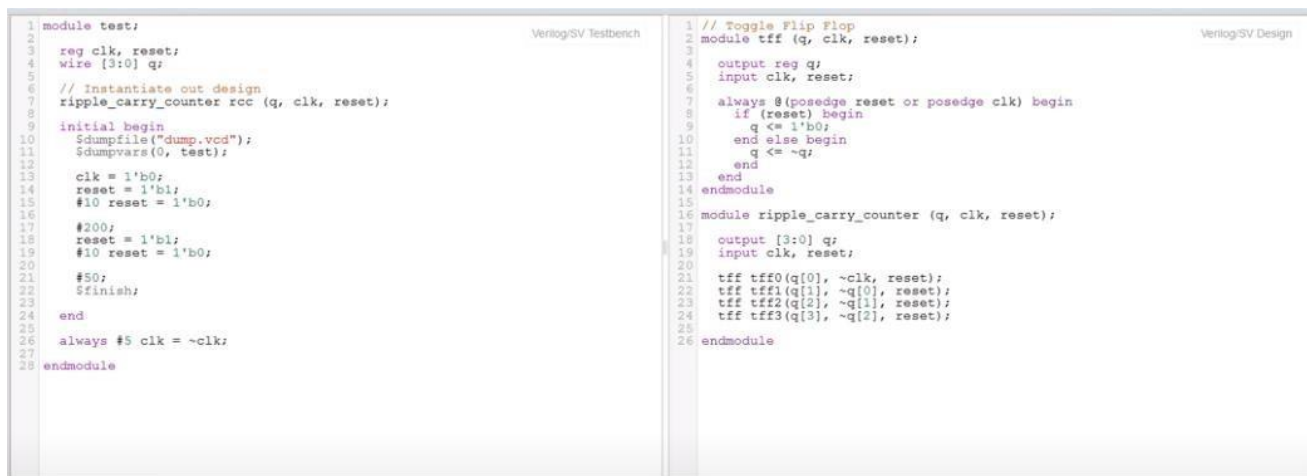 1 module test;
2
3 reg clk, reset;
4 wire [3:0] q;
5
6 // Instantiate out design
7 ripple_carry_counter rcc (q, clk, reset);
8
9 initial begin
10 $dumpfile("dump.vcd");
11 $dumpvars(0, test);
12
13 clk = 1'b0;
14 reset = 1'b1;
15 #10 reset = 1'b0;
16
17 #200;
18 reset = 1'b1;
19 #10 reset = 1'b0;
20
21 #50;
22 $finish;
23
24 end
25
26 always #5 clk = ~clk;
27
28 endmodule
Verilog/SV Testbench
1 // Toggle Flip Flop
2 module tff (q, clk, reset);
3
4 output reg q;
5 input clk, reset;
6
7 always @(posedge reset or posedge clk) begin
8 if (reset) begin
9 q <= 1'b0;
10 end else begin
11 q <= ~q;
12 end
13 end
14 endmodule
15
16 module ripple_carry_counter (q, clk, reset);
17
18 output [3:0] q;
19 input clk, reset;
20
21 tff tff0(q[0], ~clk, reset);
22 tff tff1(q[1], ~q[0], reset);
23 tff tff2(q[2], ~q[1], reset);
24 tff tff3(q[3], ~q[2], reset);
25
26 endmodule
Verilog/SV Design